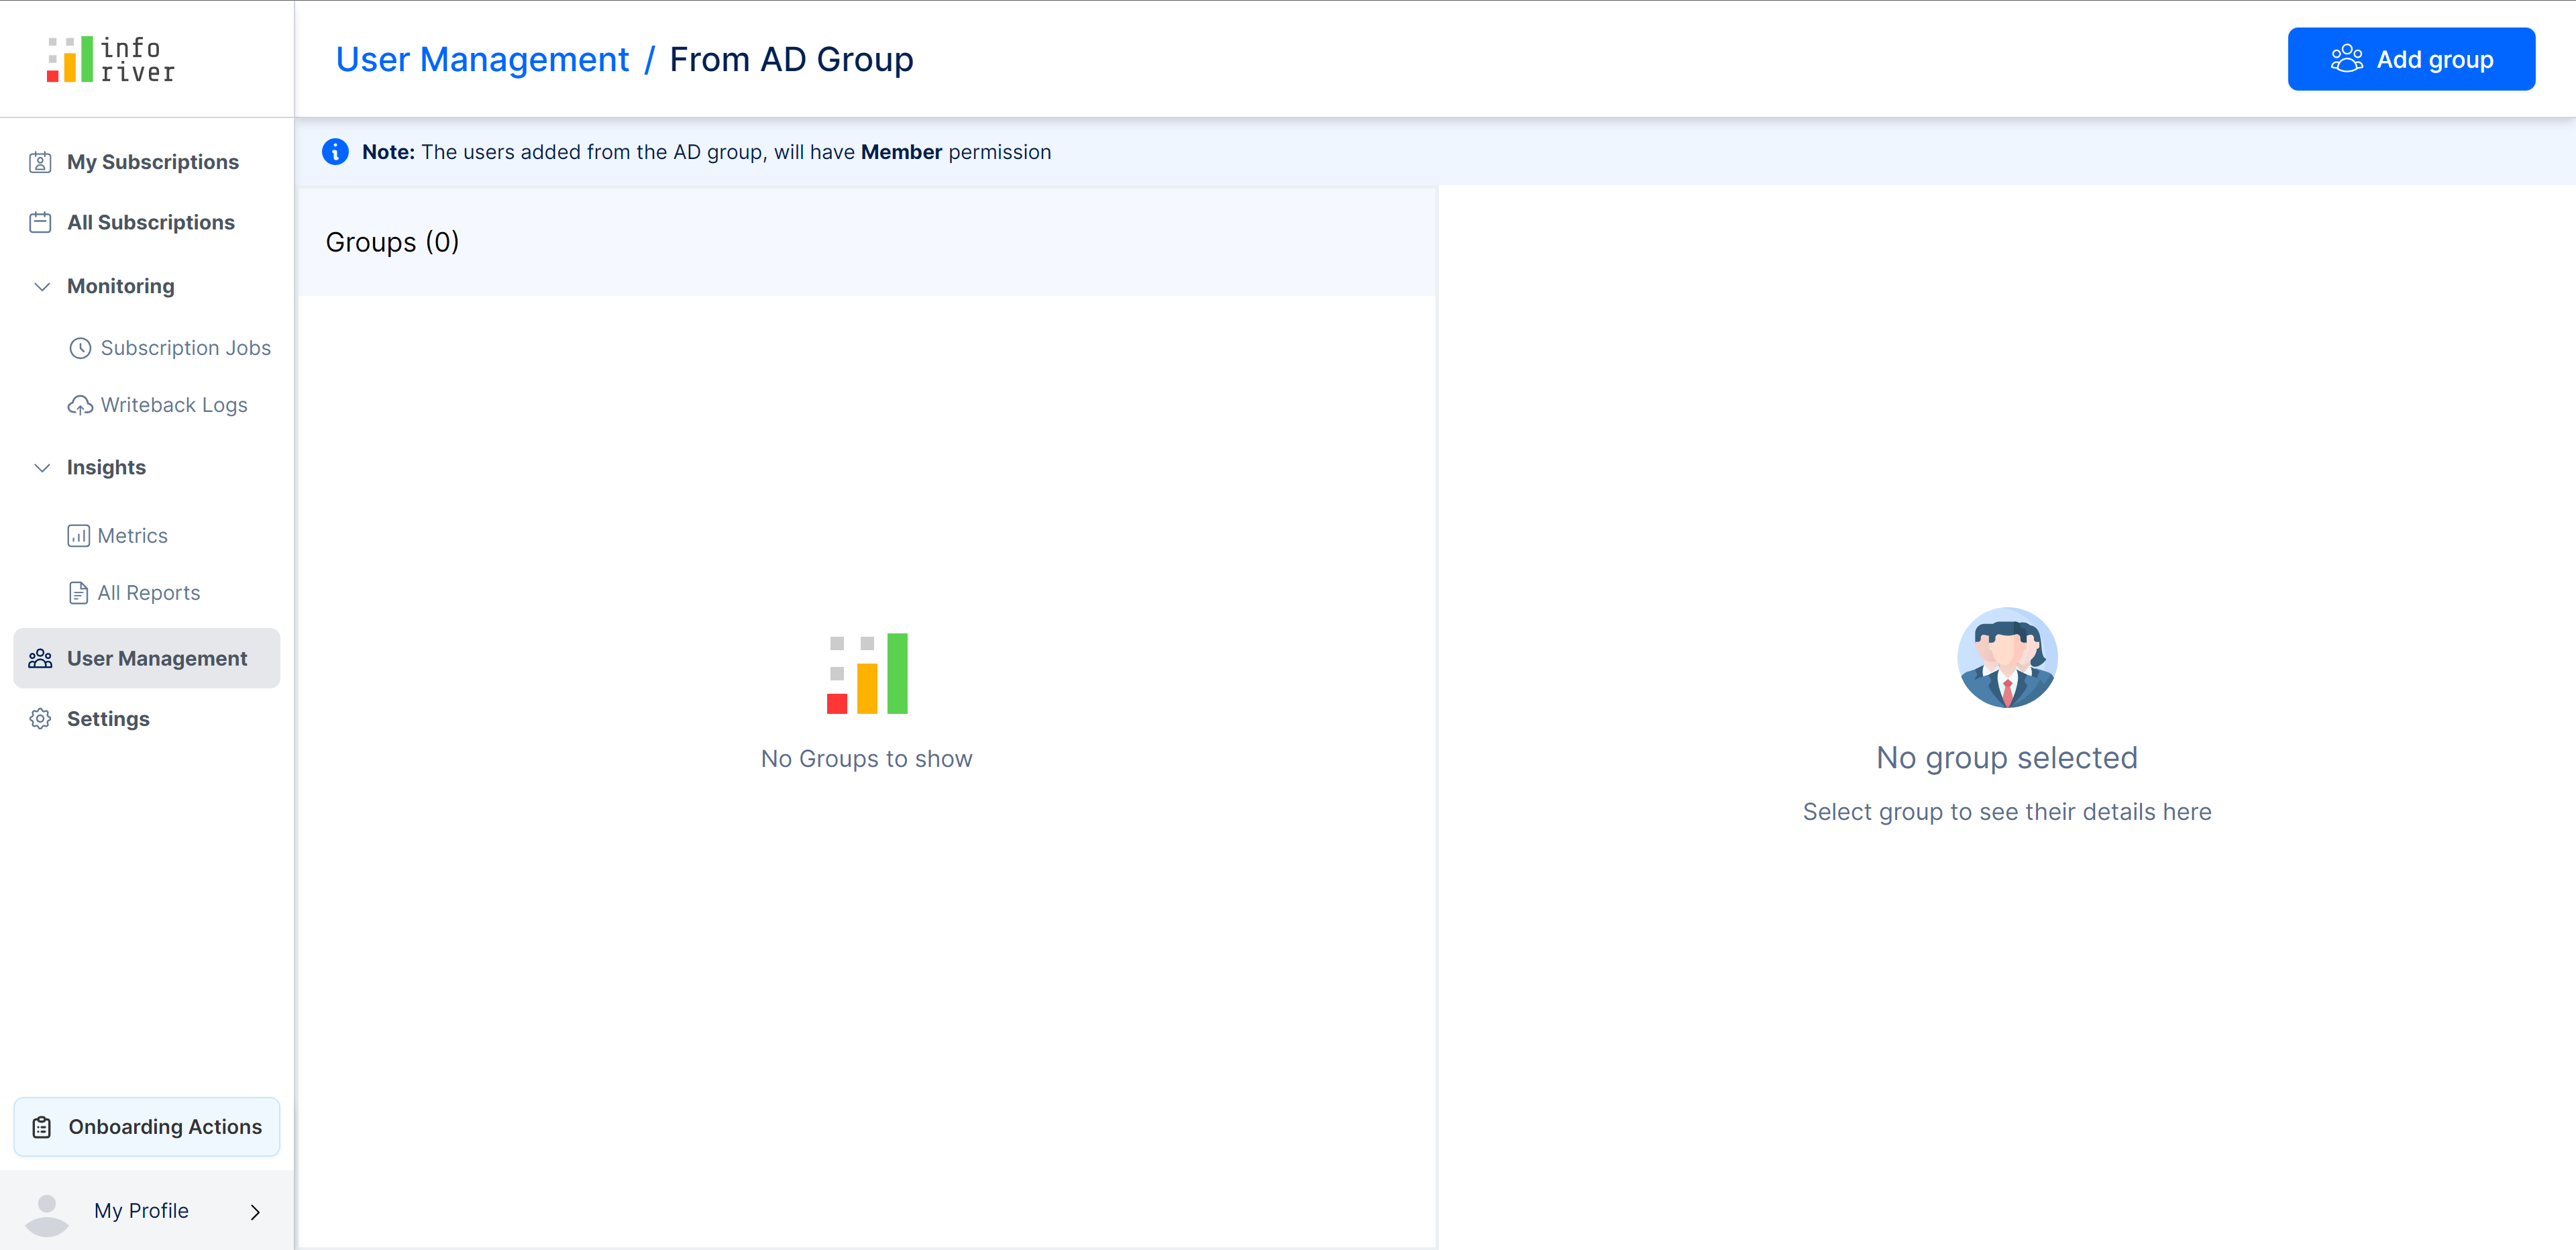 info
river
User Management / From AD Group
Add group
Note: The users added from the AD group, will have Member permission
My Subscriptions
All Subscriptions
Monitoring
Subscription Jobs
Writeback Logs
Insights
Metrics
All Reports
User Management
Settings
Onboarding Actions
My Profile
Groups (0)
No Groups to show
No group selected
Select group to see their details here